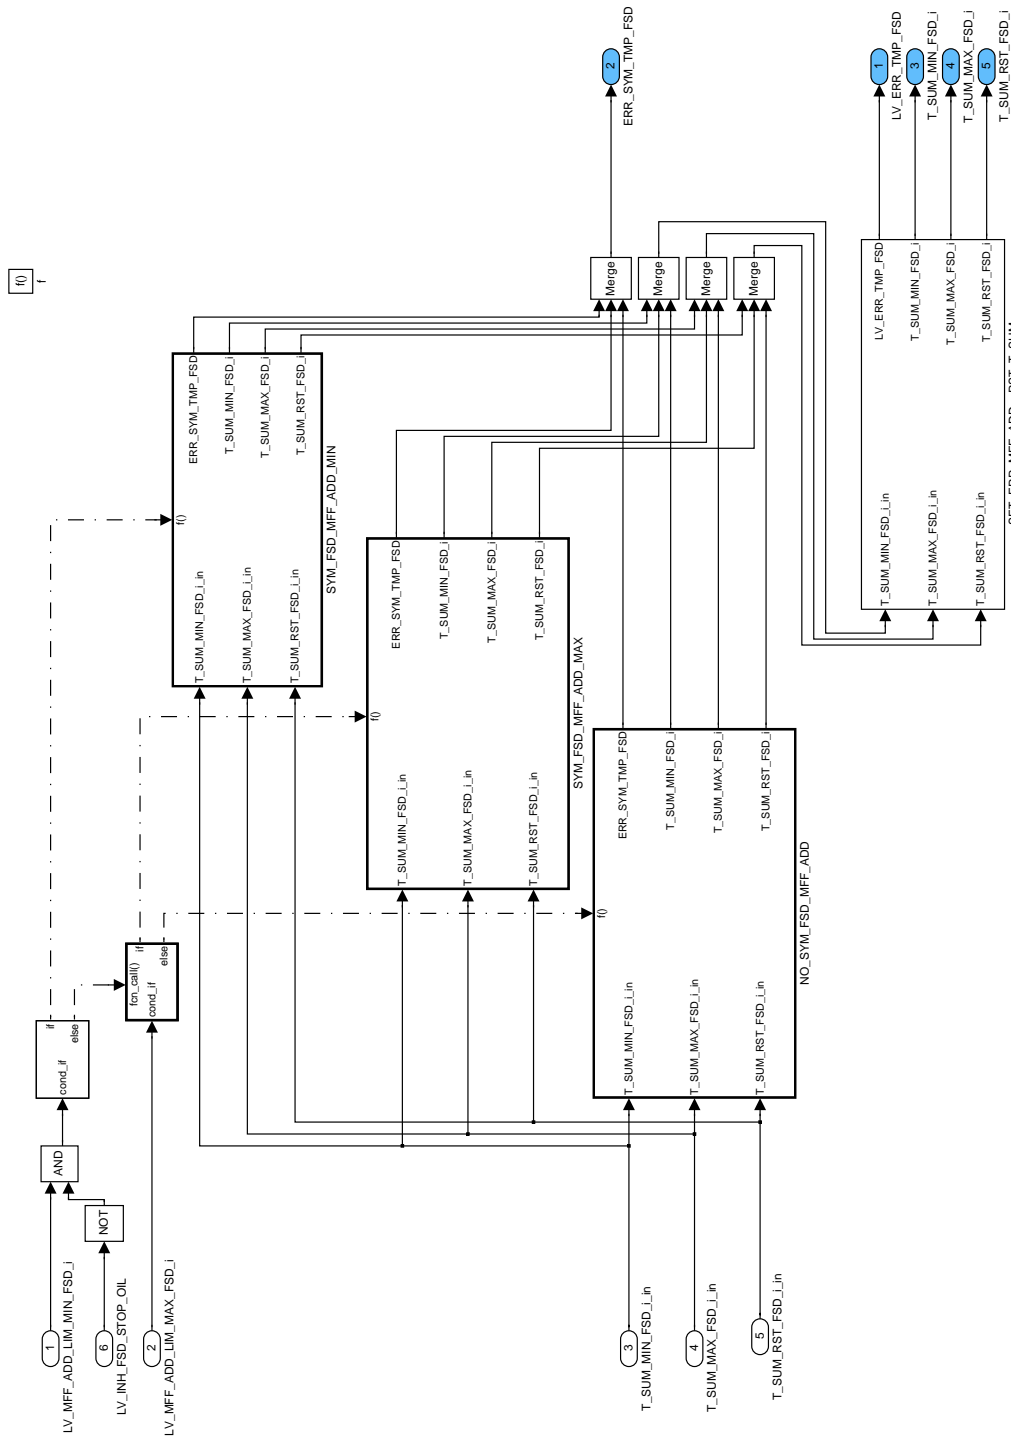 f()
f
1
LV_MFF_ADD_LIM_MIN_FSD_i
6
LV_INH_FSD_STOP_OIL
2
LV_MFF_ADD_LIM_MAX_FSD_i
NOT
AND
cond_if
if
else
fcn_call()
cond_if
if
else
3
T_SUM_MIN_FSD_i_in
4
T_SUM_MAX_FSD_i_in
5
T_SUM_RST_FSD_i_in
f()
T_SUM_MIN_FSD_i_in
T_SUM_MAX_FSD_i_in
T_SUM_RST_FSD_i_in
ERR_SYM_TMP_FSD
T_SUM_MIN_FSD_i
T_SUM_MAX_FSD_i
T_SUM_RST_FSD_i
SYM_FSD_MFF_ADD_MIN
f()
T_SUM_MIN_FSD_i_in
T_SUM_MAX_FSD_i_in
T_SUM_RST_FSD_i_in
ERR_SYM_TMP_FSD
T_SUM_MIN_FSD_i
T_SUM_MAX_FSD_i
T_SUM_RST_FSD_i
SYM_FSD_MFF_ADD_MAX
f()
T_SUM_MIN_FSD_i_in
T_SUM_MAX_FSD_i_in
T_SUM_RST_FSD_i_in
ERR_SYM_TMP_FSD
T_SUM_MIN_FSD_i
T_SUM_MAX_FSD_i
T_SUM_RST_FSD_i
NO_SYM_FSD_MFF_ADD
Merge
Merge
Merge
Merge
2
ERR_SYM_TMP_FSD
T_SUM_MIN_FSD_i_in
T_SUM_MAX_FSD_i_in
T_SUM_RST_FSD_i_in
LV_ERR_TMP_FSD
T_SUM_MIN_FSD_i
T_SUM_MAX_FSD_i
T_SUM_RST_FSD_i
1
LV_ERR_TMP_FSD
3
T_SUM_MIN_FSD_i
4
T_SUM_MAX_FSD_i
5
T_SUM_RST_FSD_i